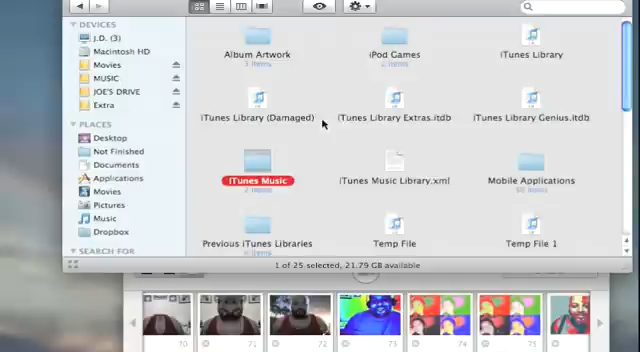 DEVICES
J.D. (3)
Macintosh HD
Movies
MUSIC
JOE'S DRIVE
Extra
PLACES
Desktop
Not Finished
Documents
Applications
Movies
Pictures
Music
Dropbox
SEARCH FOR
Album Artwork
3 items
iPod Games
2 items
iTunes Library
iTunes Library (Damaged)
iTunes Library Extras.itdb
iTunes Library Genius.itdb
iTunes Music
2 items
iTunes Music Library.xml
Mobile Applications
50 items
Previous iTunes Libraries
Temp File
Temp File 1
1 of 25 selected, 21.79 GB available
70
71
72
73
74
75